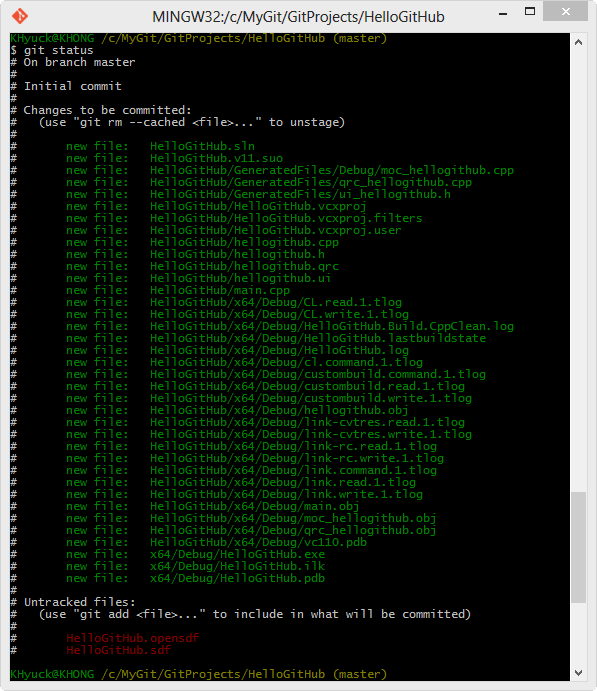 MINGW32:/c/MyGit/GitProjects/HelloGitHub
KHyuck@KHONG /c/MyGit/GitProjects/HelloGitHub (master)
$ git status
# On branch master
#
# Initial commit
#
# Changes to be committed:
#   (use "git rm --cached <file>..." to unstage)
#
#       new file:   HelloGitHub.sln
#       new file:   HelloGitHub.v11.suo
#       new file:   HelloGitHub/GeneratedFiles/Debug/moc_hellogithub.cpp
#       new file:   HelloGitHub/GeneratedFiles/qrc_hellogithub.cpp
#       new file:   HelloGitHub/GeneratedFiles/ui_hellogithub.h
#       new file:   HelloGitHub/HelloGitHub.vcxproj
#       new file:   HelloGitHub/HelloGitHub.vcxproj.filters
#       new file:   HelloGitHub/HelloGitHub.vcxproj.user
#       new file:   HelloGitHub/hellogithub.cpp
#       new file:   HelloGitHub/hellogithub.h
#       new file:   HelloGitHub/hellogithub.qrc
#       new file:   HelloGitHub/hellogithub.ui
#       new file:   HelloGitHub/main.cpp
#       new file:   HelloGitHub/x64/Debug/CL.read.1.tlog
#       new file:   HelloGitHub/x64/Debug/CL.write.1.tlog
#       new file:   HelloGitHub/x64/Debug/HelloGitHub.Build.CppClean.log
#       new file:   HelloGitHub/x64/Debug/HelloGitHub.lastbuildstate
#       new file:   HelloGitHub/x64/Debug/HelloGitHub.log
#       new file:   HelloGitHub/x64/Debug/cl.command.1.tlog
#       new file:   HelloGitHub/x64/Debug/custombuild.command.1.tlog
#       new file:   HelloGitHub/x64/Debug/custombuild.read.1.tlog
#       new file:   HelloGitHub/x64/Debug/custombuild.write.1.tlog
#       new file:   HelloGitHub/x64/Debug/hellogithub.obj
#       new file:   HelloGitHub/x64/Debug/link-cvtres.read.1.tlog
#       new file:   HelloGitHub/x64/Debug/link-cvtres.write.1.tlog
#       new file:   HelloGitHub/x64/Debug/link-rc.read.1.tlog
#       new file:   HelloGitHub/x64/Debug/link-rc.write.1.tlog
#       new file:   HelloGitHub/x64/Debug/link.command.1.tlog
#       new file:   HelloGitHub/x64/Debug/link.read.1.tlog
#       new file:   HelloGitHub/x64/Debug/link.write.1.tlog
#       new file:   HelloGitHub/x64/Debug/main.obj
#       new file:   HelloGitHub/x64/Debug/moc_hellogithub.obj
#       new file:   HelloGitHub/x64/Debug/qrc_hellogithub.obj
#       new file:   HelloGitHub/x64/Debug/vc110.pdb
#       new file:   x64/Debug/HelloGitHub.exe
#       new file:   x64/Debug/HelloGitHub.ilk
#       new file:   x64/Debug/HelloGitHub.pdb
#
# Untracked files:
#   (use "git add <file>..." to include in what will be committed)
#
#       HelloGitHub.opensdf
#       HelloGitHub.sdf
KHyuck@KHONG /c/MyGit/GitProjects/HelloGitHub (master)